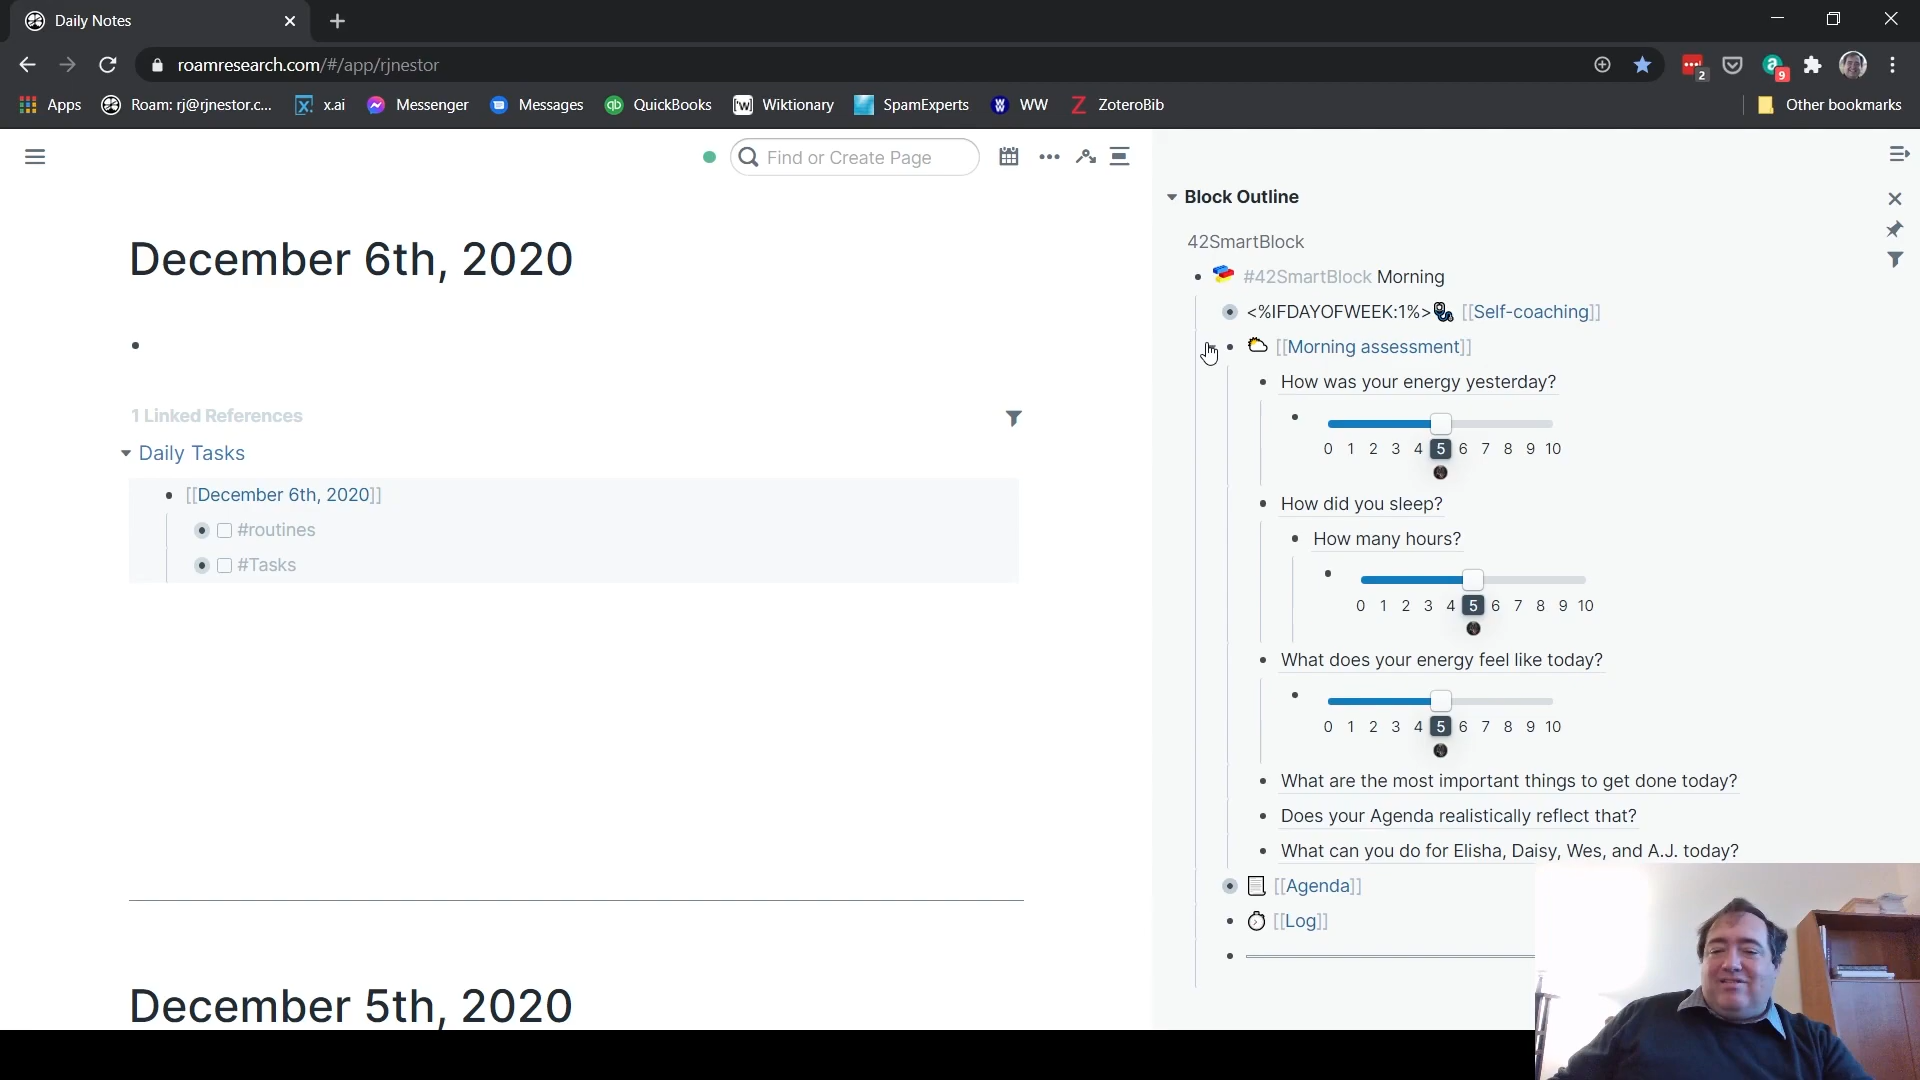 Daily Notes
roamresearch.com/#/app/rjnestor
2
9
Apps
Roam: rj@rjnestor.c...
x.ai
Messenger
Messages
QuickBooks
Wiktionary
SpamExperts
WW
ZoteroBib
Other bookmarks
Find or Create Page
December 6th, 2020
1 Linked References
Daily Tasks
[[December 6th, 2020]]
#routines
#Tasks
December 5th, 2020
Block Outline
42SmartBlock
#42SmartBlock Morning
<%IFDAYOFWEEK:1%> [[Self-coaching]]
[[Morning assessment]]
How was your energy yesterday?
0 1 2 3 4 5 6 7 8 9 10
How did you sleep?
How many hours?
0 1 2 3 4 5 6 7 8 9 10
What does your energy feel like today?
0 1 2 3 4 5 6 7 8 9 10
What are the most important things to get done today?
Does your Agenda realistically reflect that?
What can you do for Elisha, Daisy, Wes, and A.J. today?
[[Agenda]]
[[Log]]